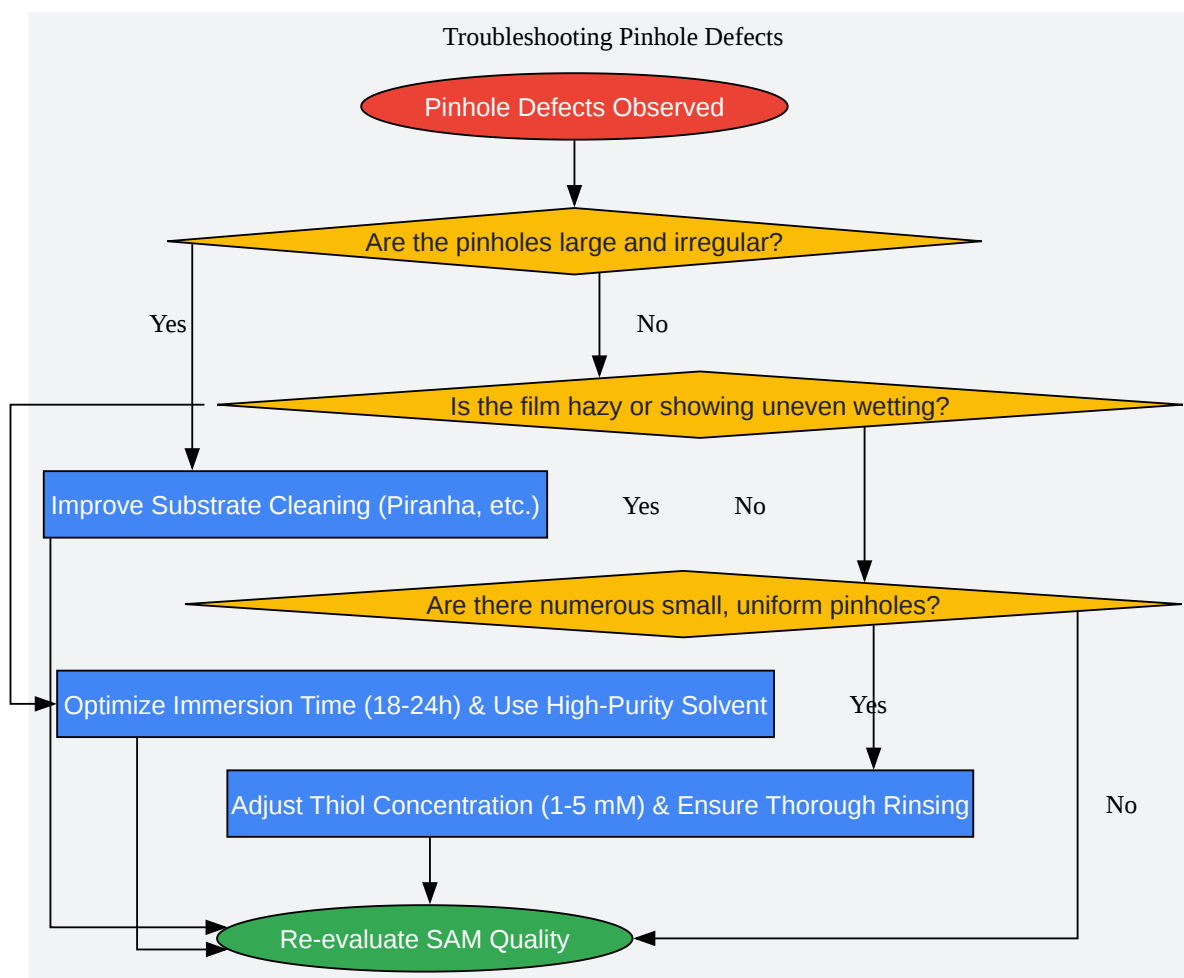 Troubleshooting Pinhole Defects
Pinhole Defects Observed
Are the pinholes large and irregular?
Yes
No
Is the film hazy or showing uneven wetting?
Improve Substrate Cleaning (Piranha, etc.)
Yes
No
Are there numerous small, uniform pinholes?
Optimize Immersion Time (18-24h) & Use High-Purity Solvent
Yes
Adjust Thiol Concentration (1-5 mM) & Ensure Thorough Rinsing
No
Re-evaluate SAM Quality